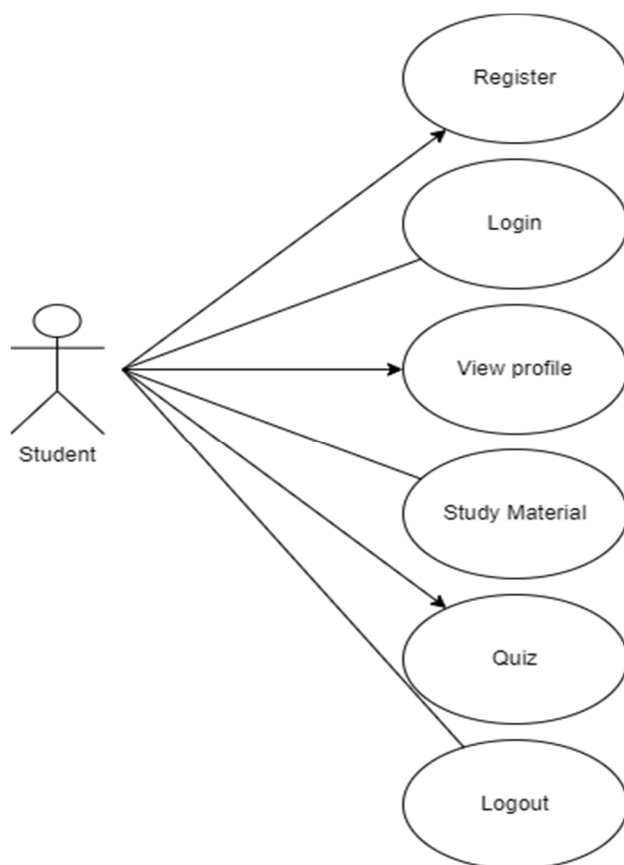 Register
Login
View profile
Student
Study Material
Quiz
Logout